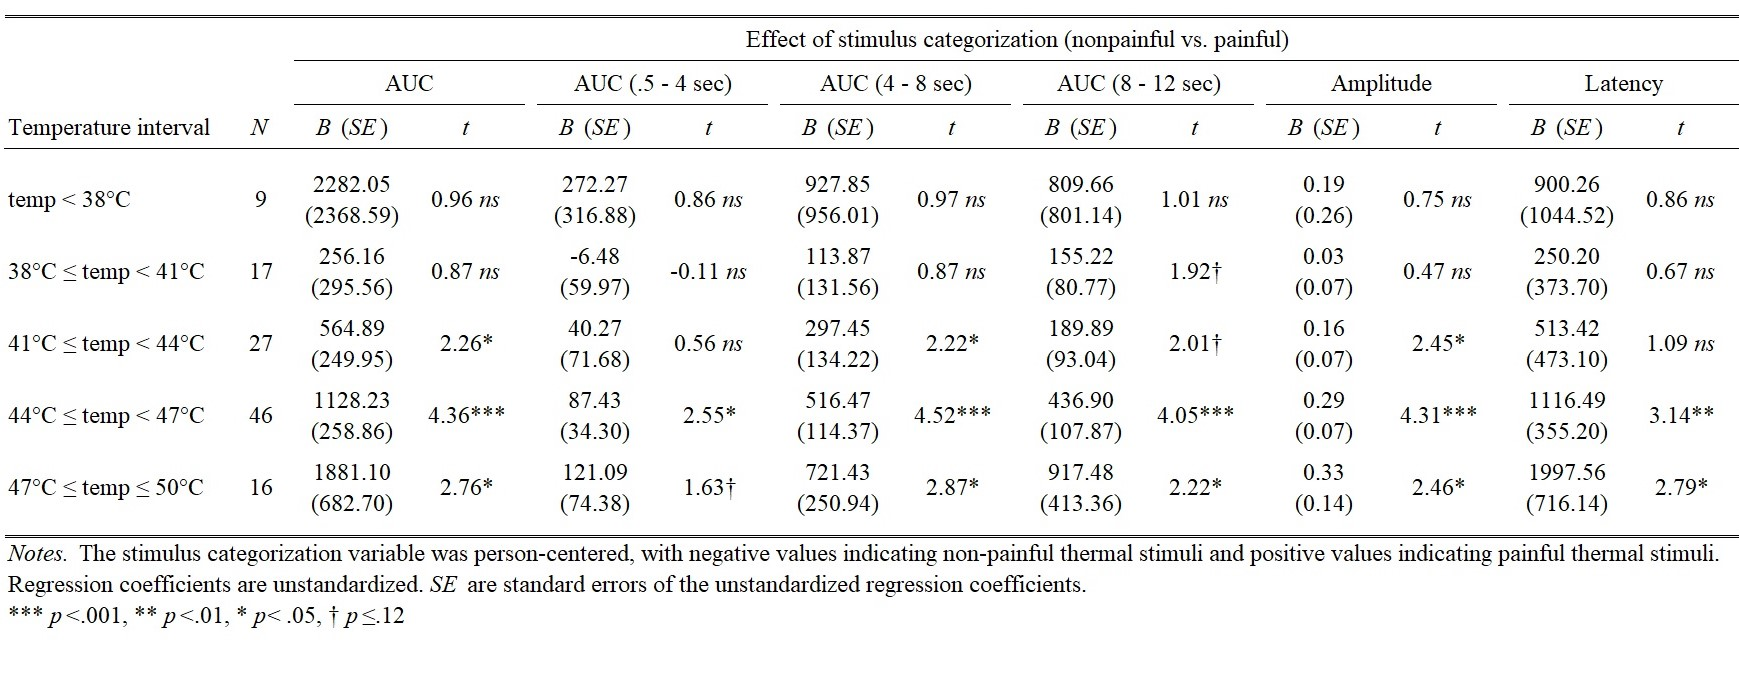 Effect of stimulus categorization (nonpainful vs. painful)
AUC AUC (.5 - 4 sec) AUC (4 - 8 sec) AUC (8 - 12 sec) Amplitude Latency
Temperature interval N B (SE) t B (SE) t B (SE) t B (SE) t B (SE) t B (SE) t
temp < 38°C 9 2282.05 (2368.59) 0.96 ns 272.27 (316.88) 0.86 ns 927.85 (956.01) 0.97 ns 809.66 (801.14) 1.01 ns 0.19 (0.26) 0.75 ns 900.26 (1044.52) 0.86 ns
38°C ≤ temp < 41°C 17 256.16 (295.56) 0.87 ns -6.48 (59.97) -0.11 ns 113.87 (131.56) 0.87 ns 155.22 (80.77) 1.92† 0.03 (0.07) 0.47 ns 250.20 (373.70) 0.67 ns
41°C ≤ temp < 44°C 27 564.89 (249.95) 2.26* 40.27 (71.68) 0.56 ns 297.45 (134.22) 2.22* 189.89 (93.04) 2.01† 0.16 (0.07) 2.45* 513.42 (473.10) 1.09 ns
44°C ≤ temp < 47°C 46 1128.23 (258.86) 4.36*** 87.43 (34.30) 2.55* 516.47 (114.37) 4.52*** 436.90 (107.87) 4.05*** 0.29 (0.07) 4.31*** 1116.49 (355.20) 3.14**
47°C ≤ temp ≤ 50°C 16 1881.10 (682.70) 2.76* 121.09 (74.38) 1.63† 721.43 (250.94) 2.87* 917.48 (413.36) 2.22* 0.33 (0.14) 2.46* 1997.56 (716.14) 2.79*
Notes. The stimulus categorization variable was person-centered, with negative values indicating non-painful thermal stimuli and positive values indicating painful thermal stimuli.
Regression coefficients are unstandardized. SE are standard errors of the unstandardized regression coefficients.
*** p<.001, ** p<.01, * p< .05, † p≤.12